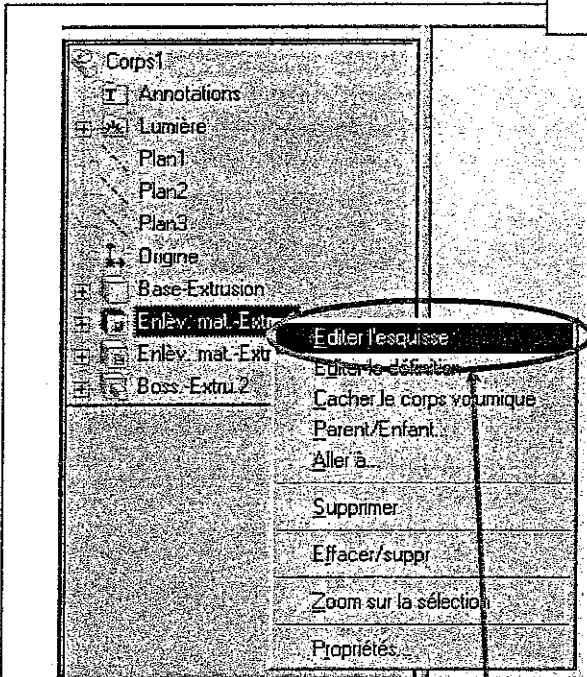 Corps1
Annotations
Lumière
Plan1
Plan2
Plan3
Origine
Base-Extrusion
Enlèv. mat.-Extru
Enlèv. mat.-Extr
Boss. Extru.2
Editer l'esquisse
Editer la définition
Cacher le corps volumique
Parent/Enfant...
Aller à...
Supprimer
Effacer/suppr
Zoom sur la sélection
Propriétés...